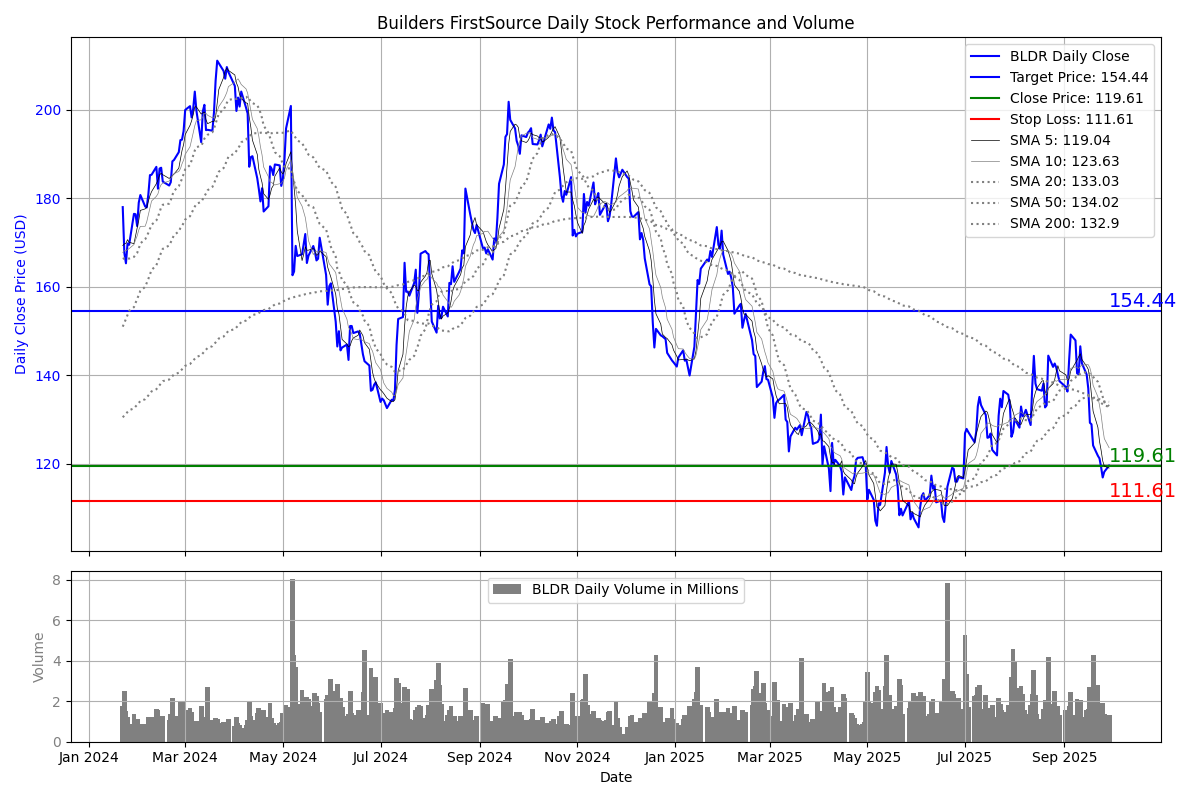 Builders FirstSource Daily Stock Performance and Volume
Daily Close Price (USD)
200
180
160
140
120
BLDR Daily Close
Target Price: 154.44
Close Price: 119.61
Stop Loss: 111.61
SMA 5: 119.04
SMA 10: 123.63
SMA 20: 133.03
SMA 50: 134.02
SMA 200: 132.9
154.44
119.61
111.61
Volume
8
6
4
2
0
BLDR Daily Volume in Millions
Jan 2024 Mar 2024 May 2024 Jul 2024 Sep 2024 Nov 2024 Jan 2025 Mar 2025 May 2025 Jul 2025 Sep 2025
Date